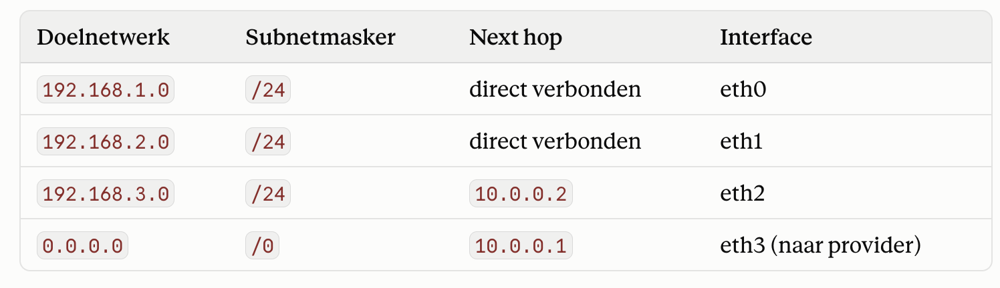 Doelnetwerk Subnetmasker Next hop Interface
192.168.1.0 /24 direct verbonden eth0
192.168.2.0 /24 direct verbonden eth1
192.168.3.0 /24 10.0.0.2 eth2
0.0.0.0 /0 10.0.0.1 eth3 (naar provider)